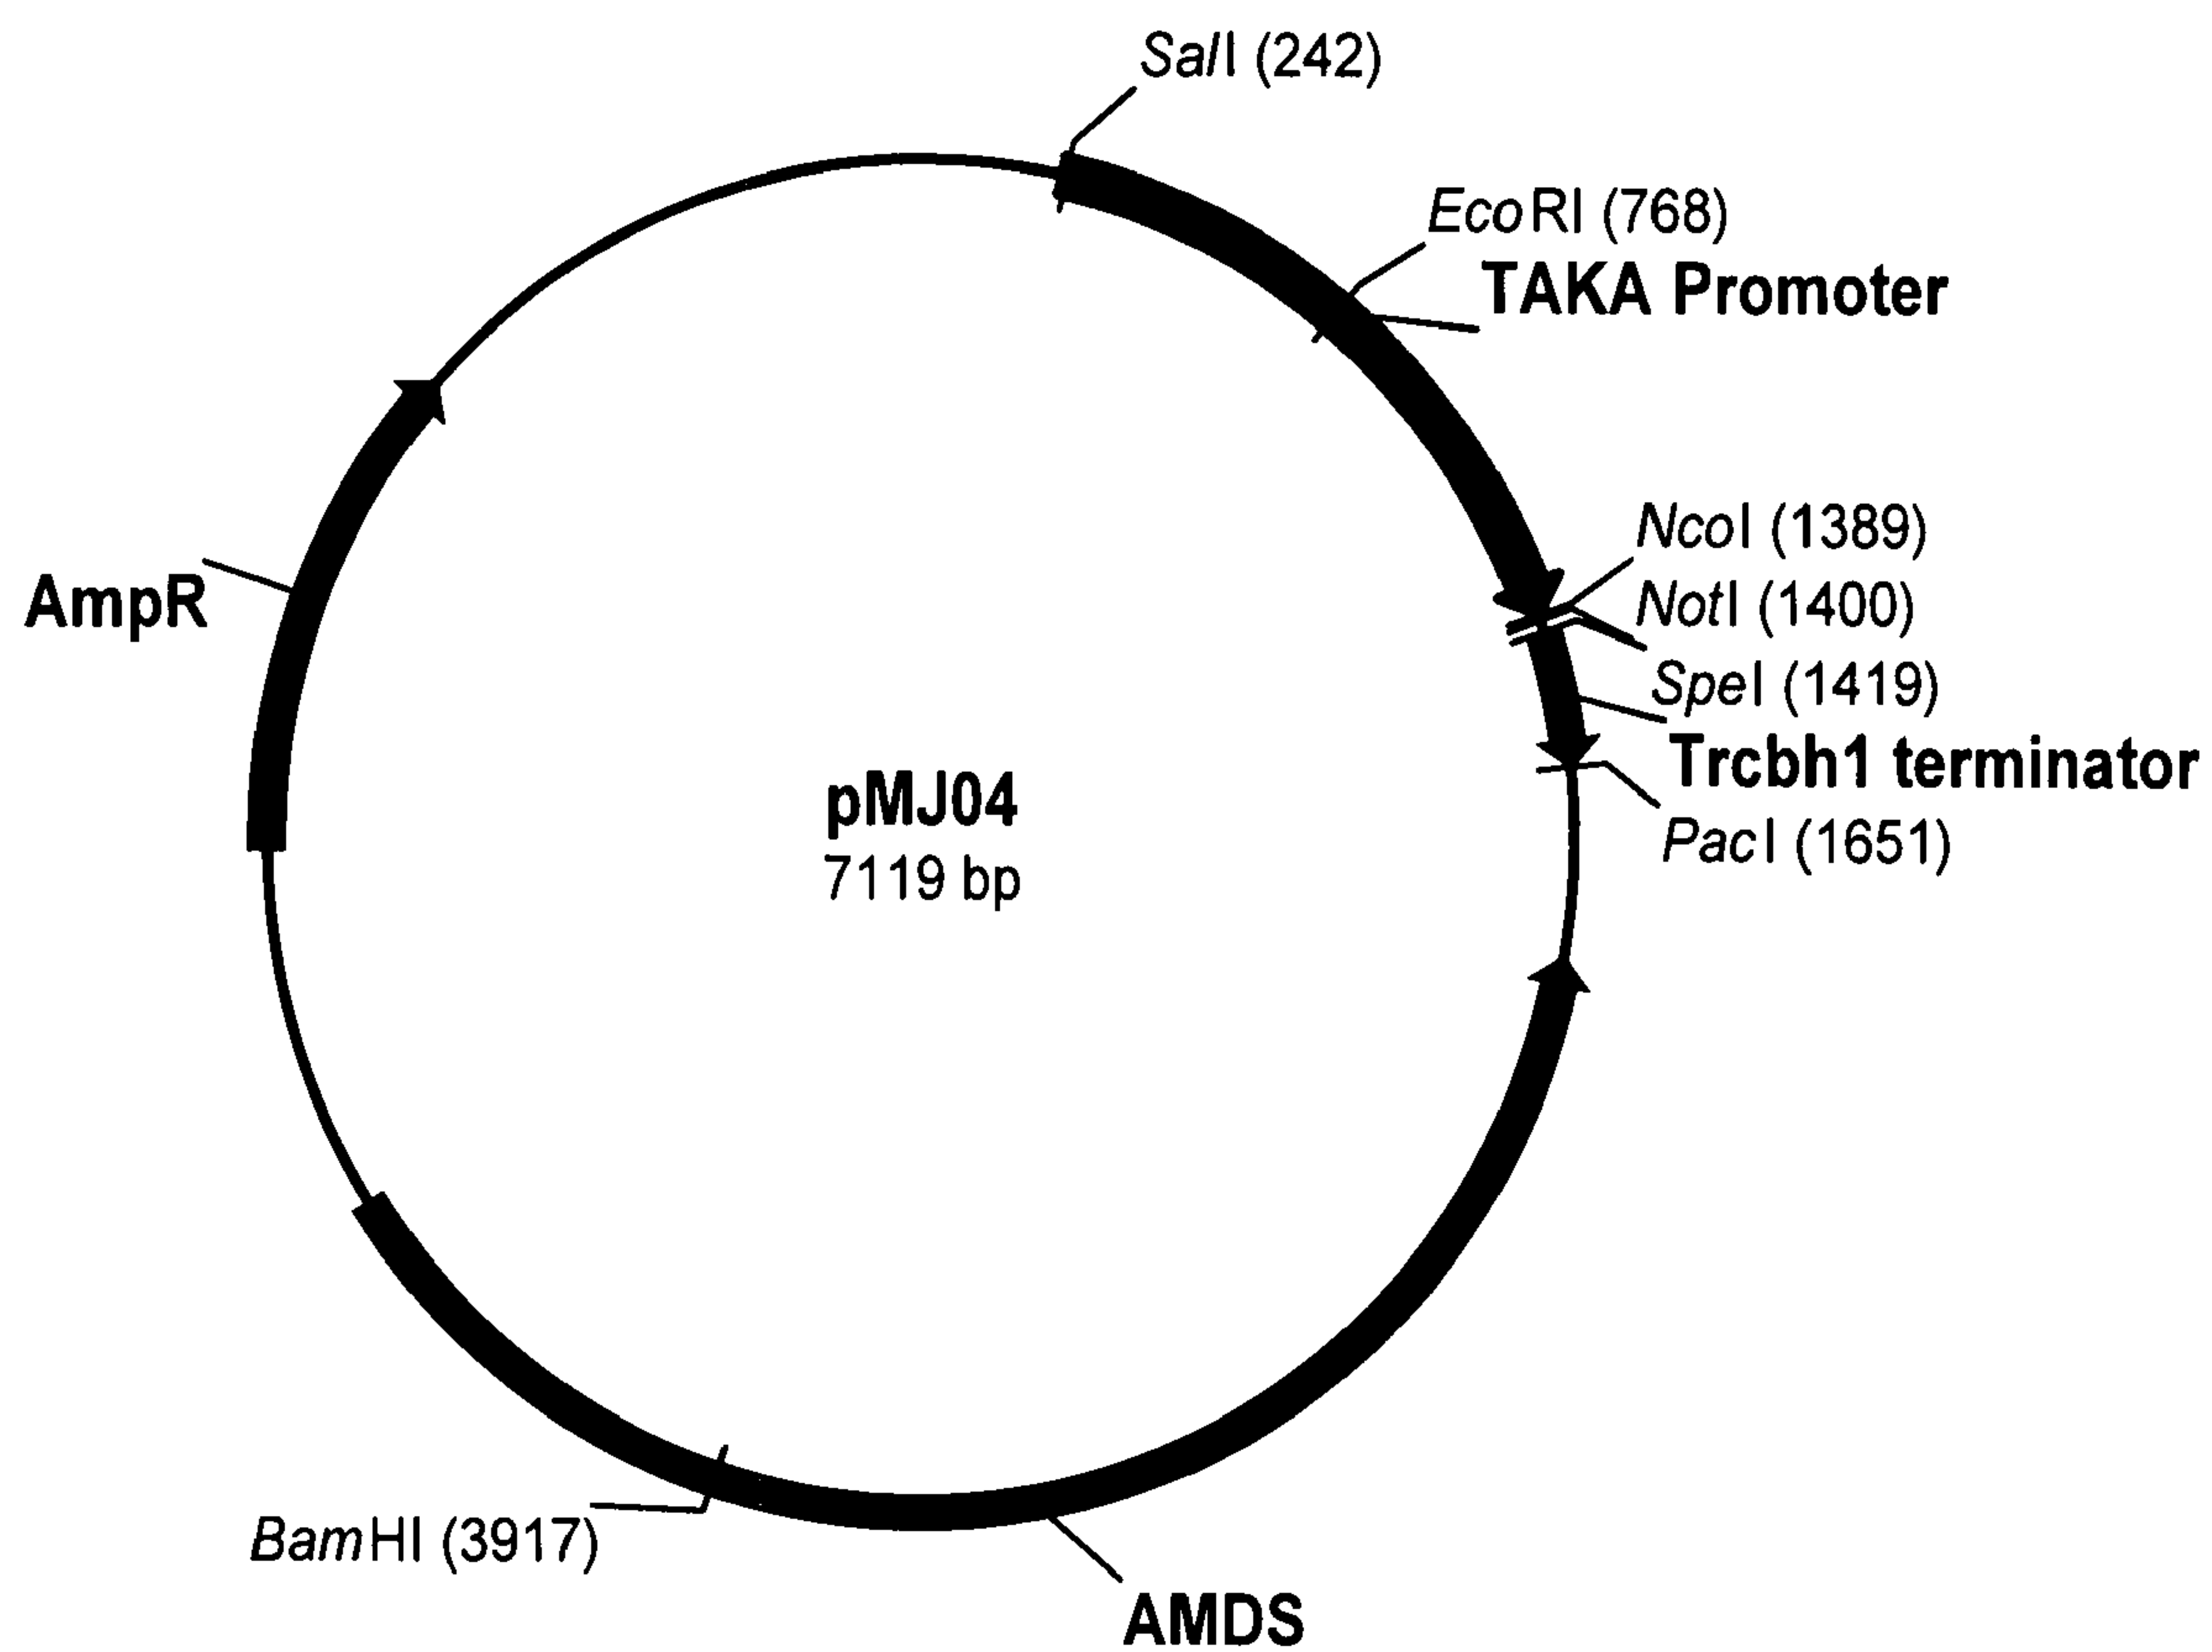 SalI (242)
EcoRI (768)
TAKA Promoter
NcoI (1389)
NotI (1400)
SpeI (1419)
Trcbh1 terminator
PacI (1651)
AmpR
pMJ04
7119 bp
BamHI (3917)
AMDS